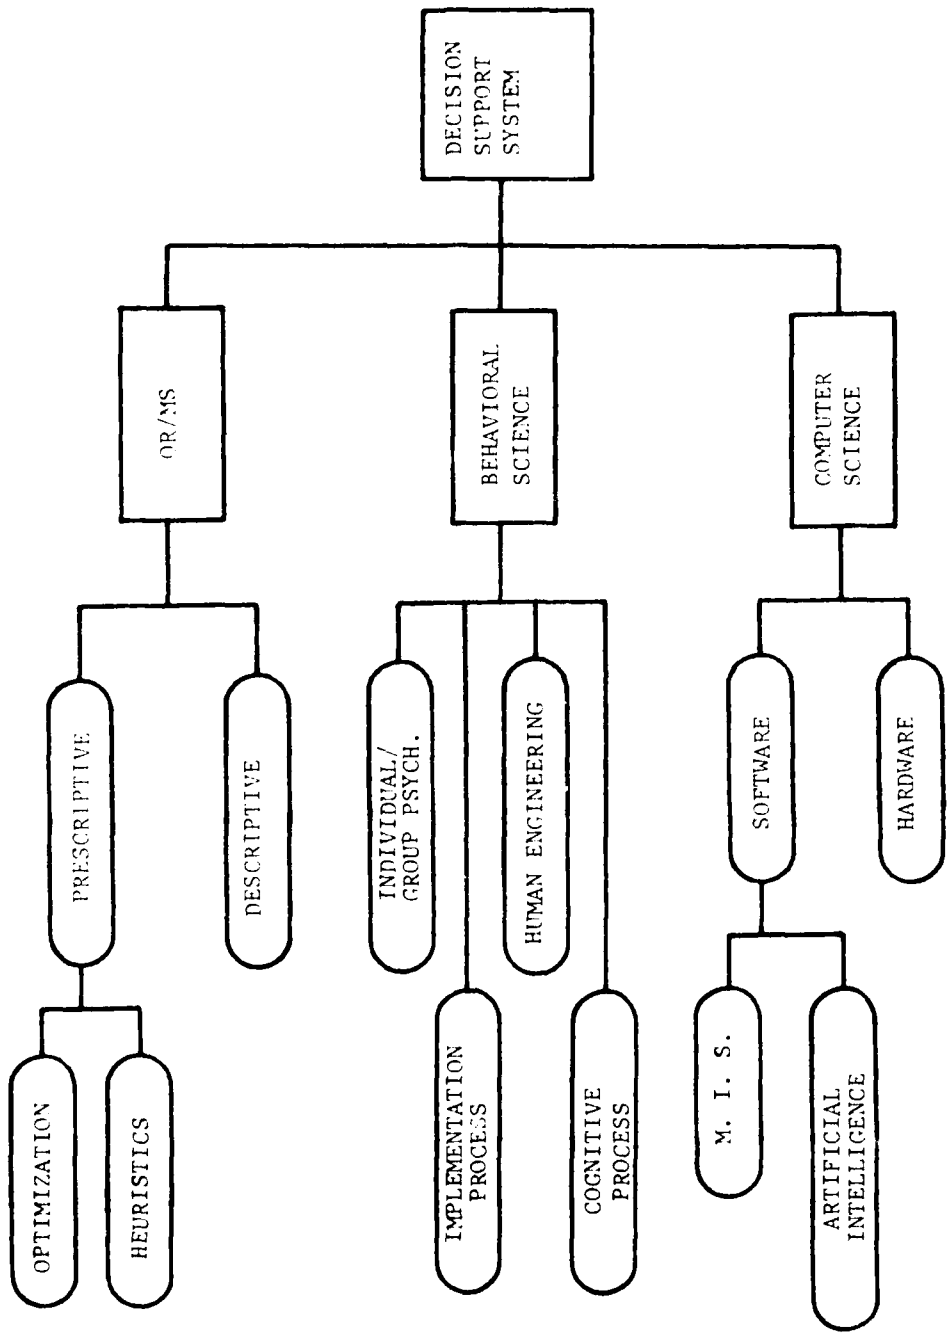 OPTIMIZATION
HEURISTICS
PRESCRIPTIVE
DESCRIPTIVE
OR/MS
INDIVIDUAL/
GROUP PSYCH.
IMPLEMENTATION
PROCESS
HUMAN ENGINEERING
COGNITIVE
PROCESS
BEHAVIORAL
SCIENCE
DECISION
SUPPORT
SYSTEM
M. I. S.
ARTIFICIAL
INTELLIGENCE
SOFTWARE
HARDWARE
COMPUTER
SCIENCE